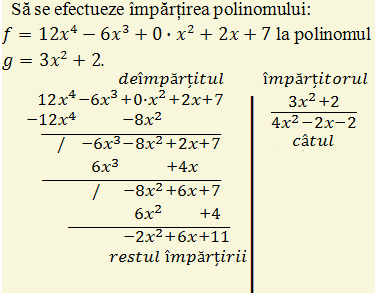 Să se efectueze împărțirea polinomului:
f = 12x⁴ − 6x³ + 0 · x² + 2x + 7 la polinomul
g = 3x² + 2.
deîmpărțitul împărțitorul
12x⁴−6x³+0·x²+2x+7 3x²+2
−12x⁴ −8x² 4x²−2x−2
/ −6x³−8x²+2x+7 câtul
6x³ +4x
/ −8x²+6x+7
6x² +4
−2x²+6x+11
restul împărțirii